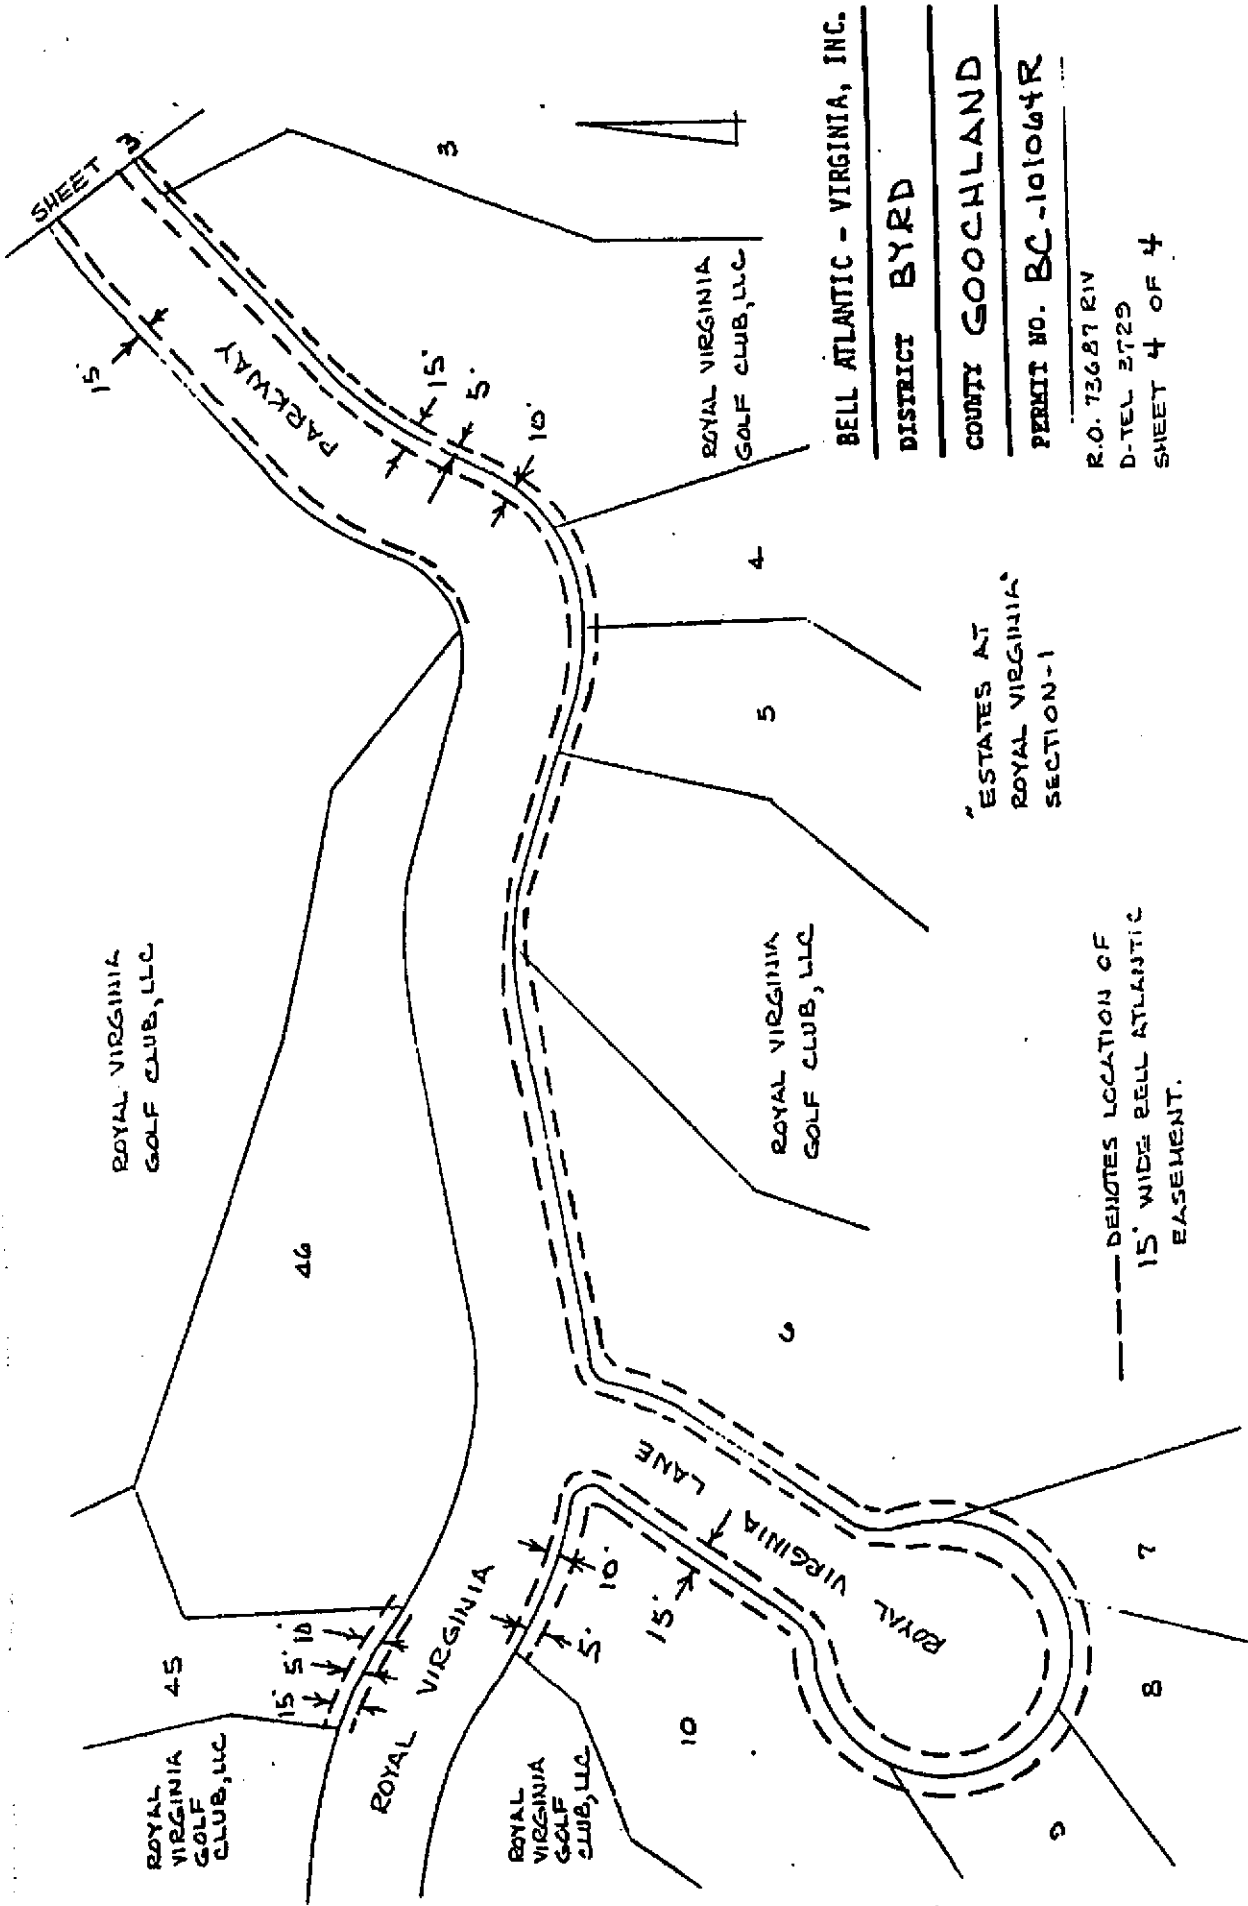 SHEET 3
15'
PARKWAY
15'
5'
10'
3
ROYAL VIRGINIA
GOLF CLUB, LLC
ROYAL VIRGINIA
GOLF CLUB, LLC
46
4
5
ROYAL VIRGINIA
GOLF CLUB, LLC
6
45
15'
5'
10'
ROYAL
VIRGINIA
GOLF
CLUB, LLC
ROYAL VIRGINIA
10'
5'
15'
ROYAL
VIRGINIA
GOLF
CLUB, LLC
10
ROYAL VIRGINIA LANE
7
8
9
"ESTATES AT
ROYAL VIRGINIA"
SECTION-1
DENOTES LOCATION OF
15' WIDE BELL ATLANTIC
EASEMENT.
BELL ATLANTIC - VIRGINIA, INC.
DISTRICT BYRD
COUNTY GOOCHLAND
PERMIT NO. BC-101064R
R.O. 73687 RIV
D-TEL 3729
SHEET 4 OF 4